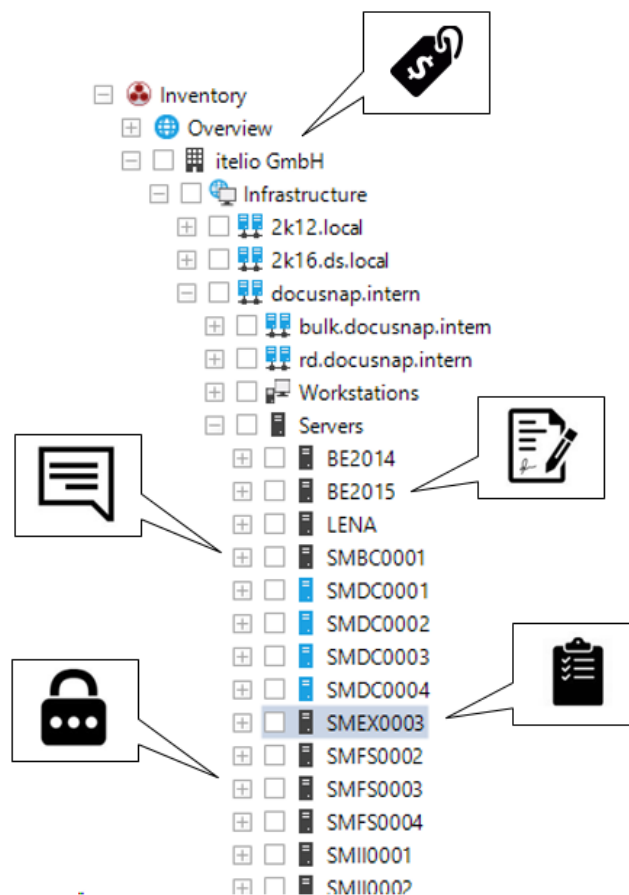 $
Inventory
Overview
itelio GmbH
Infrastructure
2k12.local
2k16.ds.local
docusnap.intern
bulk.docusnap.intern
rd.docusnap.intern
Workstations
Servers
BE2014
BE2015
LENA
SMBC0001
SMDC0001
SMDC0002
SMDC0003
SMDC0004
SMEX0003
SMFS0002
SMFS0003
SMFS0004
SMII0001
SMII0002